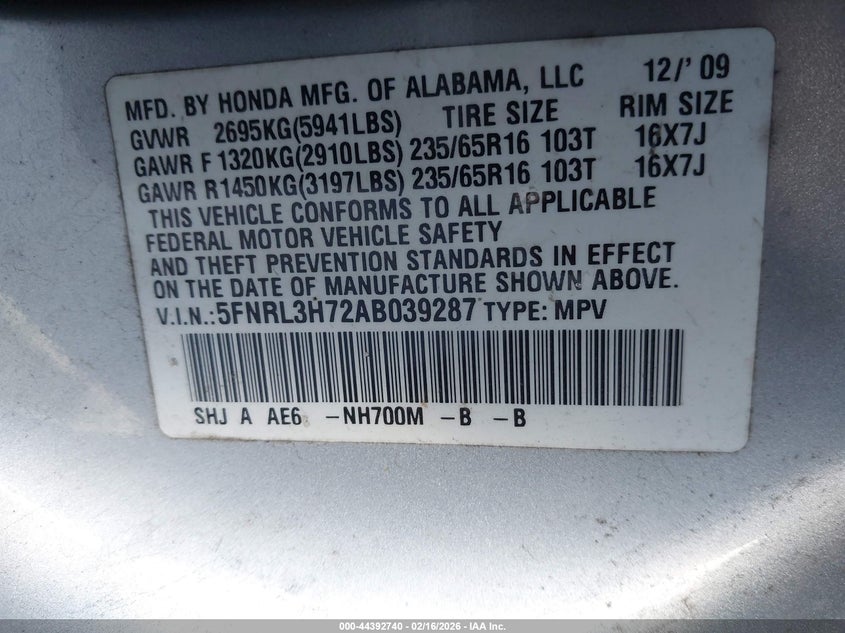 MFD. BY HONDA MFG. OF ALABAMA, LLC 12/' 09
GVWR 2695KG(5941LBS) TIRE SIZE RIM SIZE
GAWR F 1320KG(2910LBS) 235/65R16 103T 16X7J
GAWR R1450KG(3197LBS) 235/65R16 103T 16X7J
THIS VEHICLE CONFORMS TO ALL APPLICABLE
FEDERAL MOTOR VEHICLE SAFETY
AND THEFT PREVENTION STANDARDS IN EFFECT
ON THE DATE OF MANUFACTURE SHOWN ABOVE.
V.I.N.:5FNRL3H72AB039287 TYPE: MPV
SHJ A AE6 -NH700M -B -B
000-44392740 - 02/16/2026 - IAA Inc.